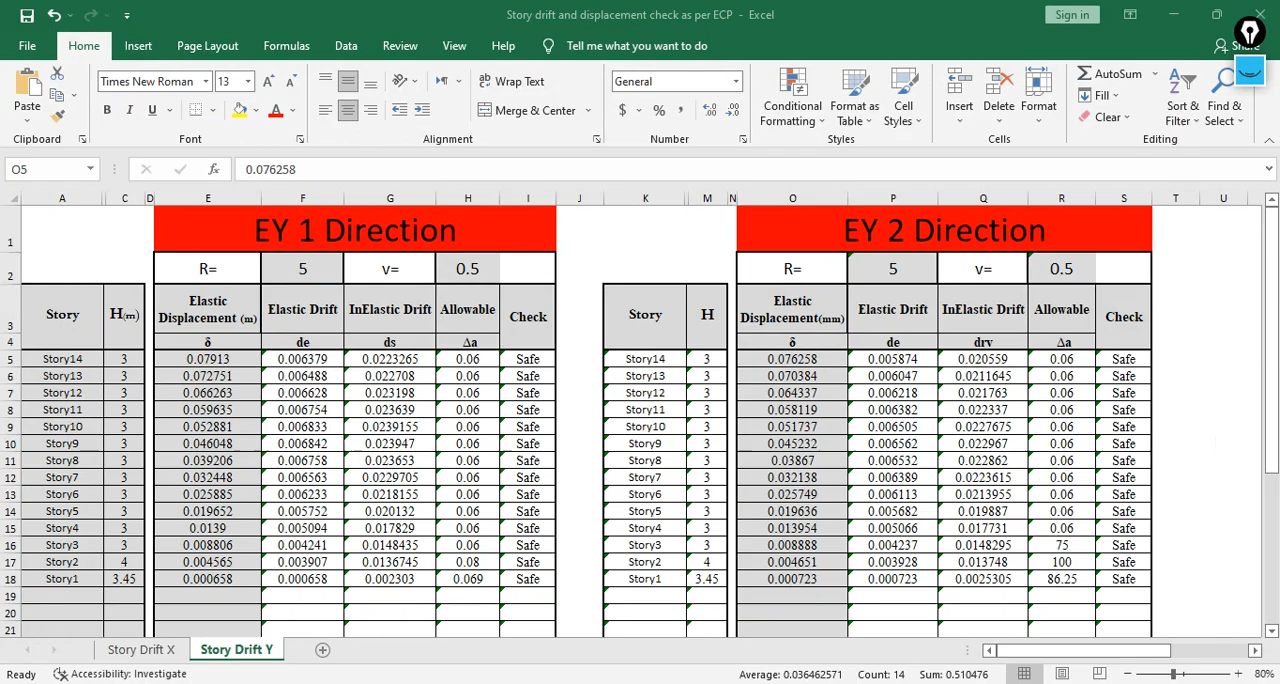 Story drift and displacement check as per ECP - Excel
Sign in
File Home Insert Page Layout Formulas Data Review View Help Tell me what you want to do Share
Paste
Times New Roman 13
B I U A
Wrap Text
Merge & Center
General
$ % ,
Conditional Formatting
Format as Table
Cell Styles
Insert Delete Format
AutoSum
Fill
Clear
Sort & Filter
Find & Select
Clipboard Font Alignment Number Styles Cells Editing
O5 fx 0.076258
A C D E F G H I J K M N O P Q R S T U
1 EY 1 Direction EY 2 Direction
2 R= 5 v= 0.5 R= 5 v= 0.5
3 Story H(m) Elastic Displacement (m) Elastic Drift InElastic Drift Allowable Check Story H Elastic Displacement(mm) Elastic Drift InElastic Drift Allowable Check
4 δ de ds Δa δ de drv Δa
5 Story14 3 0.07913 0.006379 0.0223265 0.06 Safe Story14 3 0.076258 0.005874 0.020559 0.06 Safe
6 Story13 3 0.072751 0.006488 0.022708 0.06 Safe Story13 3 0.070384 0.006047 0.0211645 0.06 Safe
7 Story12 3 0.066263 0.006628 0.023198 0.06 Safe Story12 3 0.064337 0.006218 0.021763 0.06 Safe
8 Story11 3 0.059635 0.006754 0.023639 0.06 Safe Story11 3 0.058119 0.006382 0.022337 0.06 Safe
9 Story10 3 0.052881 0.006833 0.0239155 0.06 Safe Story10 3 0.051737 0.006505 0.0227675 0.06 Safe
10 Story9 3 0.046048 0.006842 0.023947 0.06 Safe Story9 3 0.045232 0.006562 0.022967 0.06 Safe
11 Story8 3 0.039206 0.006758 0.023653 0.06 Safe Story8 3 0.03867 0.006532 0.022862 0.06 Safe
12 Story7 3 0.032448 0.006563 0.0229705 0.06 Safe Story7 3 0.032138 0.006389 0.0223615 0.06 Safe
13 Story6 3 0.025885 0.006233 0.0218155 0.06 Safe Story6 3 0.025749 0.006113 0.0213955 0.06 Safe
14 Story5 3 0.019652 0.005752 0.020132 0.06 Safe Story5 3 0.019636 0.005682 0.019887 0.06 Safe
15 Story4 3 0.0139 0.005094 0.017829 0.06 Safe Story4 3 0.013954 0.005066 0.017731 0.06 Safe
16 Story3 3 0.008806 0.004241 0.0148435 0.06 Safe Story3 3 0.008888 0.004237 0.0148295 75 Safe
17 Story2 4 0.004565 0.003907 0.0136745 0.08 Safe Story2 4 0.004651 0.003928 0.013748 100 Safe
18 Story1 3.45 0.000658 0.000658 0.002303 0.069 Safe Story1 3.45 0.000723 0.000723 0.0025305 86.25 Safe
19
20
21
Story Drift X Story Drift Y
Ready Accessibility: Investigate Average: 0.036462571 Count: 14 Sum: 0.510476 80%